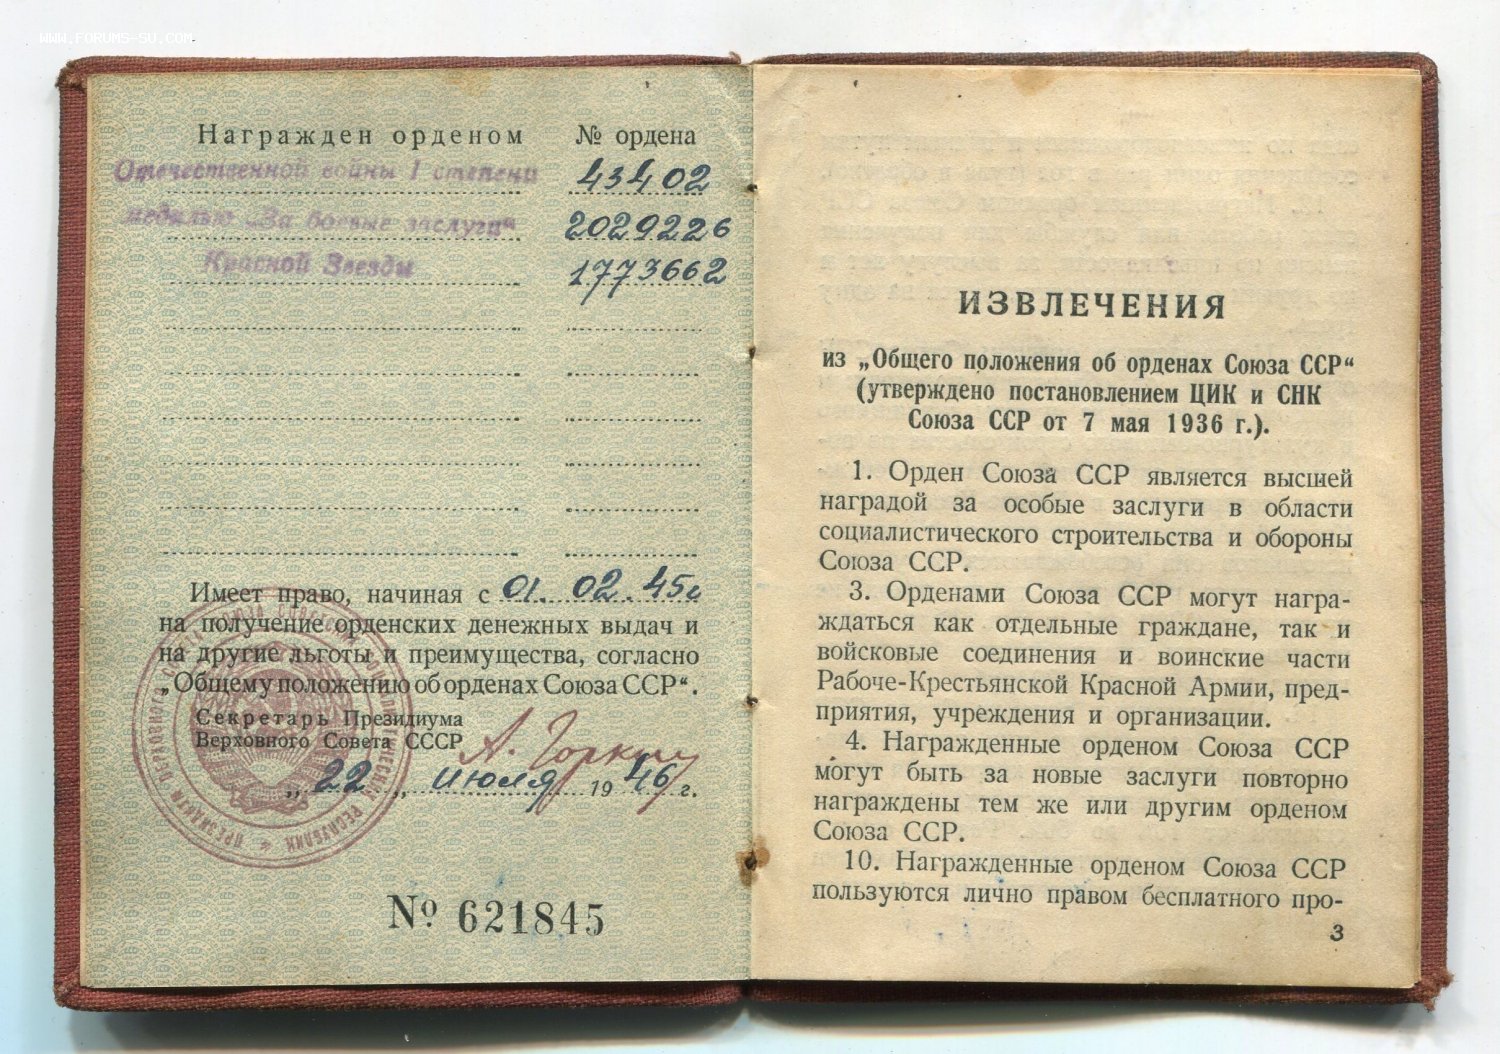 WWW.FORUMS-SU.COM
Награжден орденом № ордена
Отечественной войны I степени 43402
медалью „За боевые заслуги“ 2029226
Красной Звезды 1773662
Имеет право, начиная с 01. 02. 45г
на получение орденских денежных выдач и
на другие льготы и преимущества, согласно
„Общему положению об орденах Союза ССР“.
Секретарь Президиума
Верховного Совета СССР А. Горкин
„ 22 „ июля 1946 г.
№ 621845
ИЗВЛЕЧЕНИЯ
из „Общего положения об орденах Союза ССР“
(утверждено постановлением ЦИК и СНК
Союза ССР от 7 мая 1936 г.).
1. Орден Союза ССР является высшей
наградой за особые заслуги в области
социалистического строительства и обороны
Союза ССР.
3. Орденами Союза ССР могут награ-
ждаться как отдельные граждане, так и
войсковые соединения и воинские части
Рабоче-Крестьянской Красной Армии, пред-
приятия, учреждения и организации.
4. Награжденные орденом Союза ССР
могут быть за новые заслуги повторно
награждены тем же или другим орденом
Союза ССР.
10. Награжденные орденом Союза ССР
пользуются лично правом бесплатного про-
3